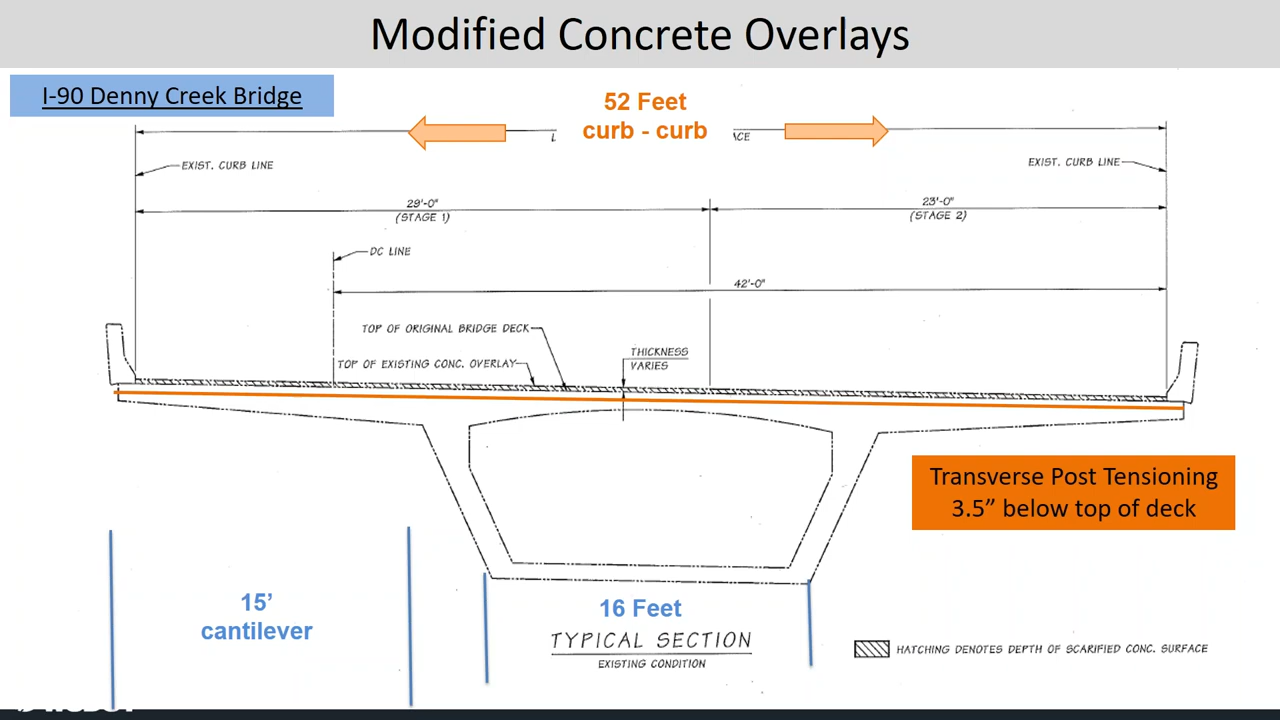 Modified Concrete Overlays
I-90 Denny Creek Bridge
52 Feet
curb - curb
EXIST. CURB LINE
EXIST. CURB LINE
29'-0"
(STAGE 1)
23'-0"
(STAGE 2)
DC LINE
42'-0"
TOP OF ORIGINAL BRIDGE DECK
TOP OF EXISTING CONC. OVERLAY
THICKNESS
VARIES
Transverse Post Tensioning
3.5” below top of deck
15’
cantilever
16 Feet
TYPICAL SECTION
EXISTING CONDITION
HATCHING DENOTES DEPTH OF SCARIFIED CONC. SURFACE